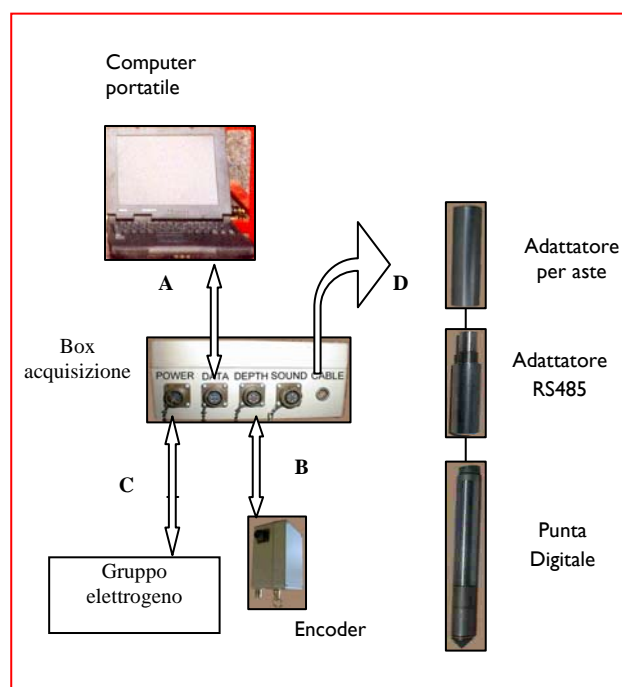 Computer
portatile
A
D
Adattatore
per aste
Box
acquisizione
POWER DATA DEPTH SOUND CABLE
Adattatore
RS485
C
B
Gruppo
elettrogeno
Encoder
Punta
Digitale